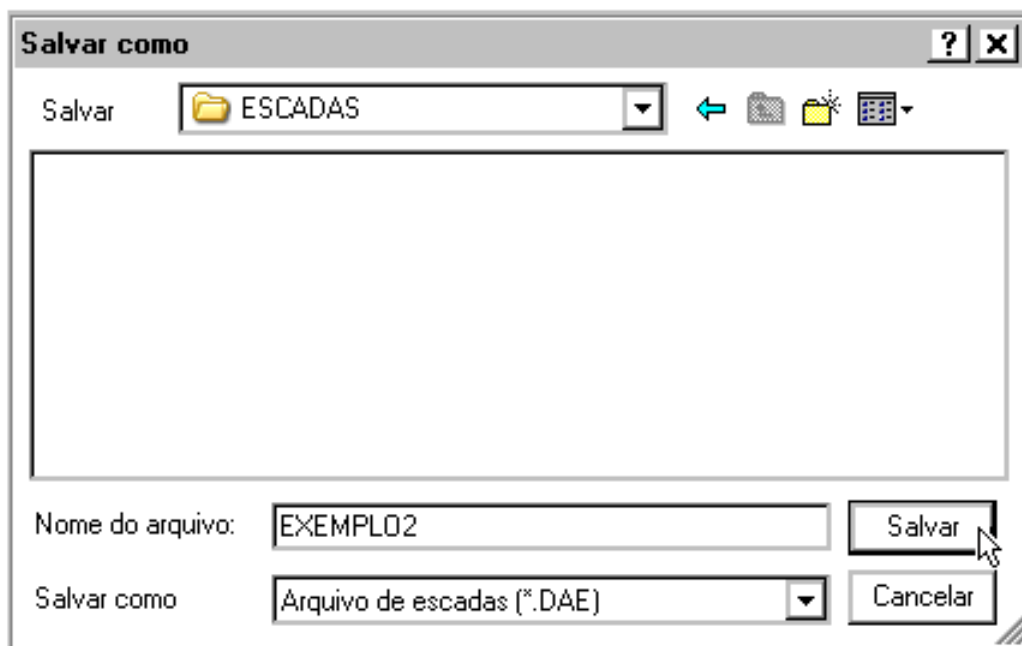 Salvar como
Salvar ESCADAS
Nome do arquivo: EXEMPLO2 Salvar
Salvar como Arquivo de escadas (*.DAE) Cancelar